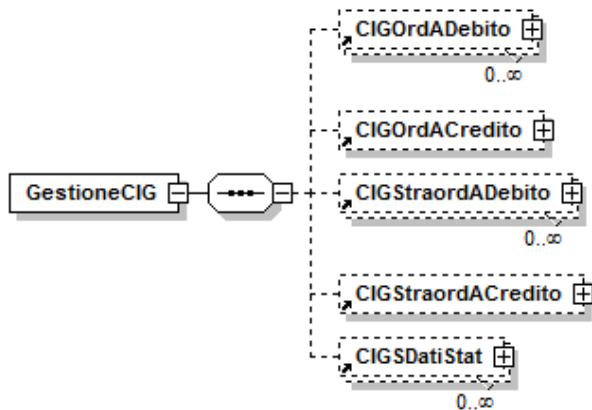 CIGOrdADebito
0..∞
CIGOrdACredito
GestioneCIG
CIGStraordADebito
0..∞
CIGStraordACredito
CIGSDatiStat
0..∞